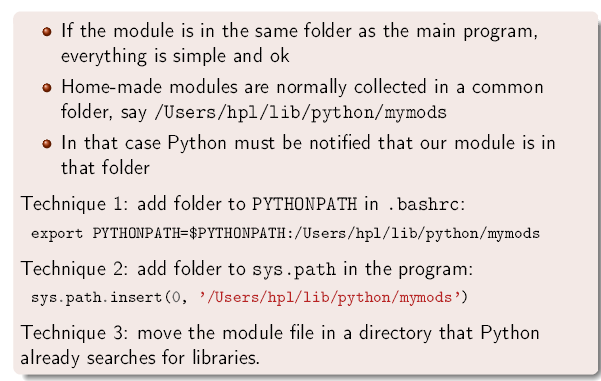 If the module is in the same folder as the main program,
everything is simple and ok
Home-made modules are normally collected in a common
folder, say /Users/hpl/lib/python/mymods
In that case Python must be notified that our module is in
that folder
Technique 1: add folder to PYTHONPATH in .bashrc:
export PYTHONPATH=$PYTHONPATH:/Users/hpl/lib/python/mymods
Technique 2: add folder to sys.path in the program:
sys.path.insert(0, '/Users/hpl/lib/python/mymods')
Technique 3: move the module file in a directory that Python
already searches for libraries.